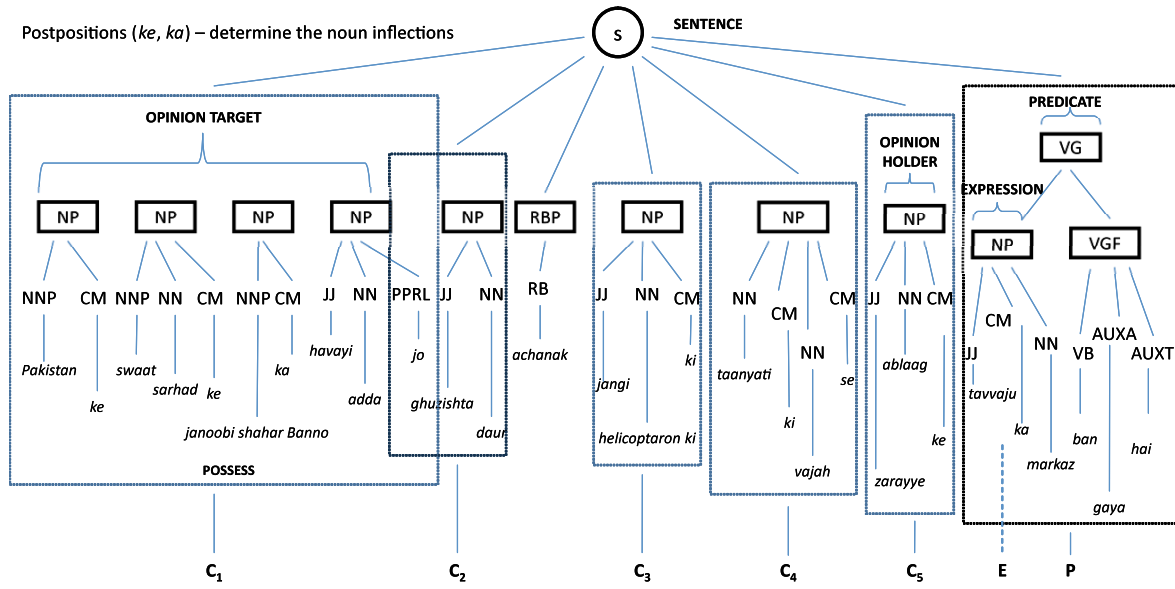 Postpositions (ke, ka) – determine the noun inflections
S
SENTENCE
OPINION TARGET
PREDICATE
VG
OPINION
HOLDER
EXPRESSION
NP NP NP NP NP RBP NP NP NP NP VGF
NNP CM NNP NN CM NNP CM JJ NN PPRL JJ NN RB JJ NN CM NN CM NN CM JJ NN CM JJ CM NN VB AUXA AUXT
Pakistan ke swaat sarhad ke janoobi shahar Banno ka havayi adda jo ghuzishta daur achanak jangi helicoptaron ki ki taanyati ki vajah se zarayye ablaag ke tavvaju ka markaz ban gaya hai
POSSESS
C1 C2 C3 C4 C5 E P